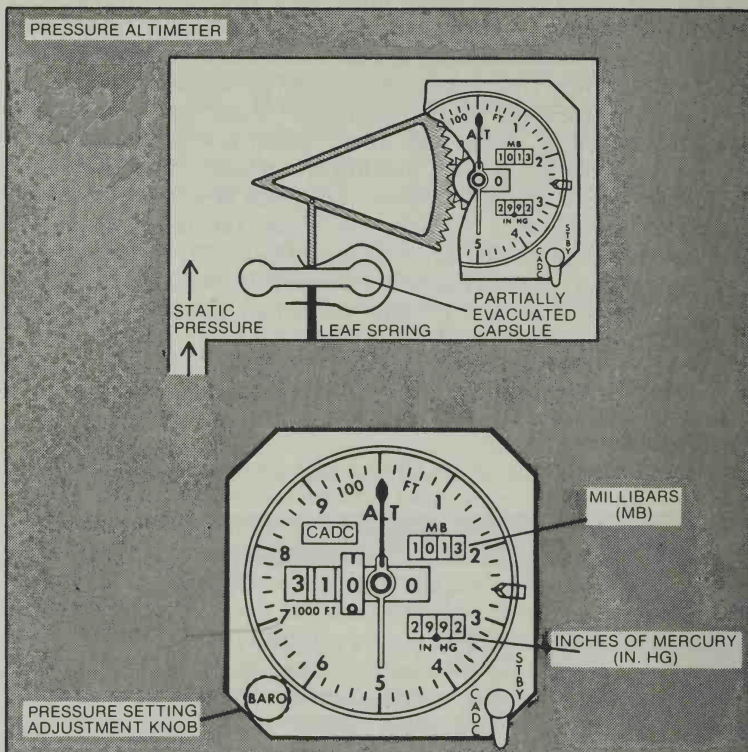 PRESSURE ALTIMETER
100 FT
ALT
1
MB
1013
2
0
3
2992
IN HG
4
5
STBY
CADC
STATIC
PRESSURE
LEAF SPRING
PARTIALLY
EVACUATED
CAPSULE
9
100 FT
1
ALT
CADC
MB
1013
MILLIBARS
(MB)
8
2
310
0
1000 FT
7
3
2992
IN HG
INCHES OF MERCURY
(IN. HG)
6
5
4
STBY
CADC
BARO
PRESSURE SETTING
ADJUSTMENT KNOB